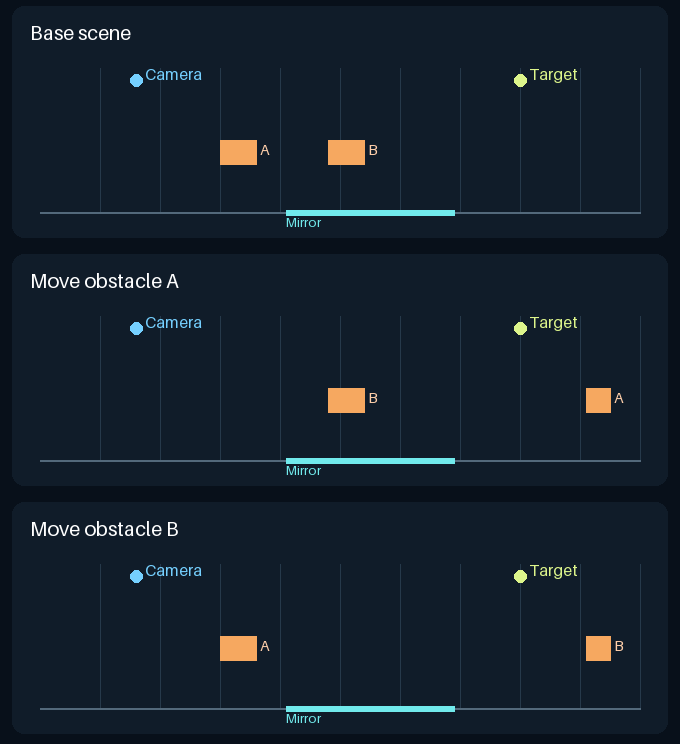 Base scene
Camera
Target
A
B
Mirror
Move obstacle A
Camera
Target
B
A
Mirror
Move obstacle B
Camera
Target
A
B
Mirror